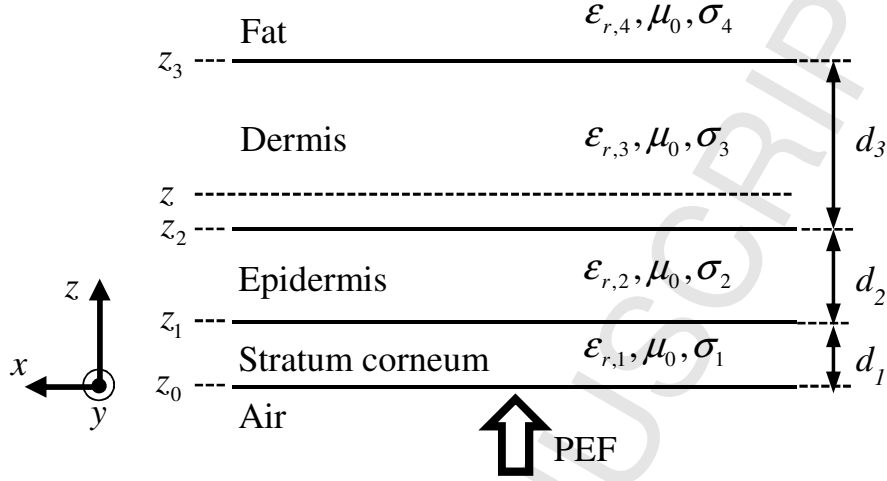 Fat ε_{r,4}, μ_0, σ_4
z_3
Dermis ε_{r,3}, μ_0, σ_3 d_3
z
z_2
Epidermis ε_{r,2}, μ_0, σ_2 d_2
z
z_1
Stratum corneum ε_{r,1}, μ_0, σ_1 d_1
x
z_0
y
Air
PEF
USCRIP